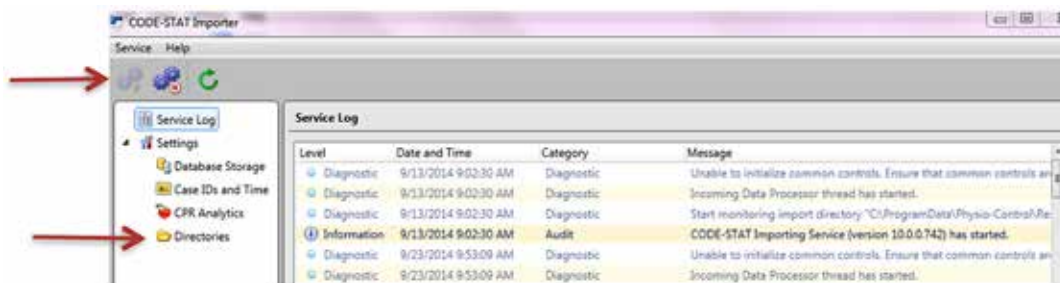 CODE-STAT Importer
Service Help
Service Log
Settings
Database Storage
Case IDs and Time
CPR Analytics
Directories
Service Log
Level Date and Time Category Message
Diagnostic 9/13/2014 9:02:30 AM Diagnostic Unable to initialize common controls. Ensure that common controls are
Diagnostic 9/13/2014 9:02:30 AM Diagnostic Incoming Data Processor thread has started.
Diagnostic 9/13/2014 9:02:30 AM Diagnostic Start monitoring import directory "C:\ProgramData\Physio-Control\Re
Information 9/13/2014 9:02:30 AM Audit CODE-STAT Importing Service (version 10.0.0.742) has started.
Diagnostic 9/23/2014 9:53:09 AM Diagnostic Unable to initialize common controls. Ensure that common controls are
Diagnostic 9/23/2014 9:53:09 AM Diagnostic Incoming Data Processor thread has started.